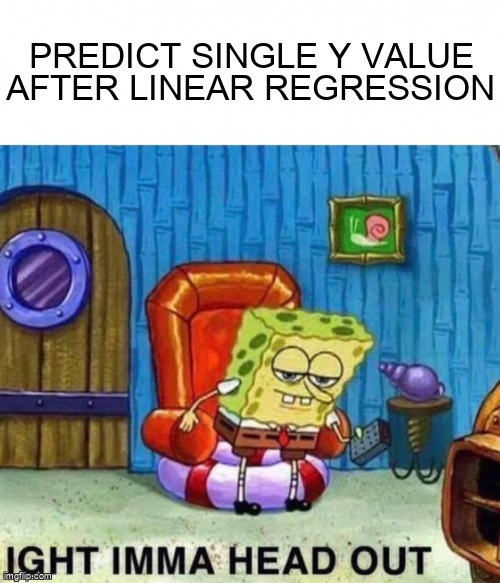 PREDICT SINGLE Y VALUE
AFTER LINEAR REGRESSION
IGHT IMMA HEAD OUT
imgflip.com